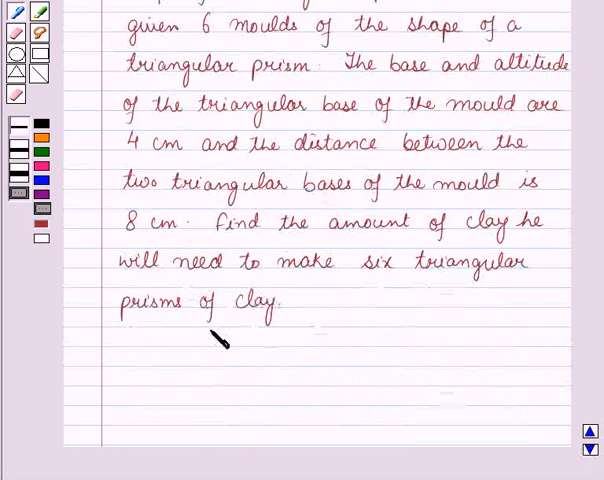 given 6 moulds of the shape of a
triangular prism. The base and altitude
of the triangular base of the mould are
4 cm and the distance between the
two triangular bases of the mould is
8 cm. Find the amount of clay he
will need to make six triangular
prisms of clay.